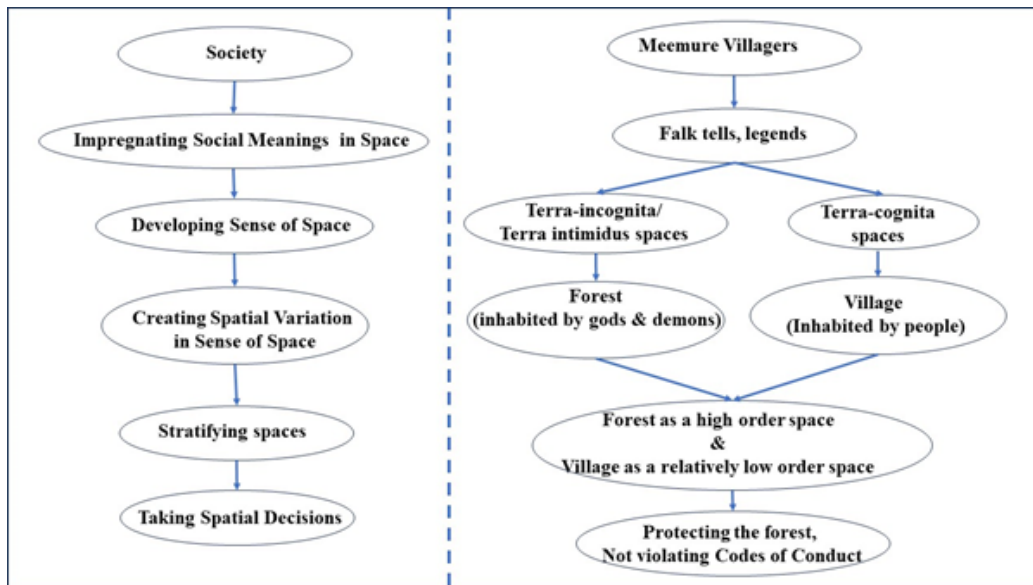 Society
Impregnating Social Meanings in Space
Developing Sense of Space
Creating Spatial Variation
in Sense of Space
Stratifying spaces
Taking Spatial Decisions
Meemure Villagers
Falk tells, legends
Terra-incognita/
Terra intimidus spaces
Terra-cognita
spaces
Forest
(inhabited by gods & demons)
Village
(Inhabited by people)
Forest as a high order space
&
Village as a relatively low order space
Protecting the forest,
Not violating Codes of Conduct